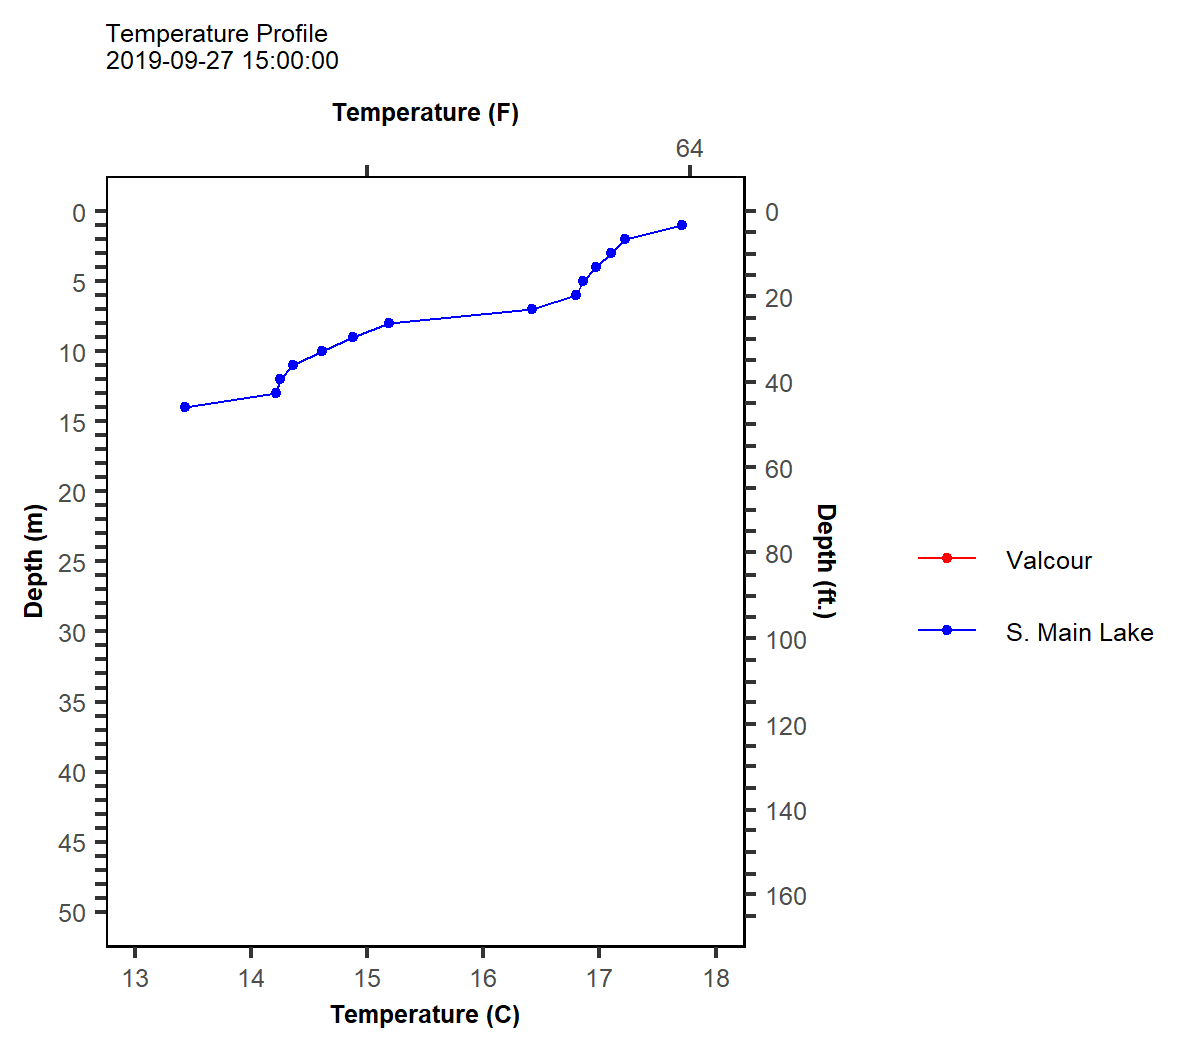 Temperature Profile
2019-09-27 15:00:00
Temperature (F)
64
0
5
10
15
20
25
30
35
40
45
50
Depth (m)
0
20
40
60
80
100
120
140
160
Depth (ft.)
13 14 15 16 17 18
Temperature (C)
Valcour
S. Main Lake